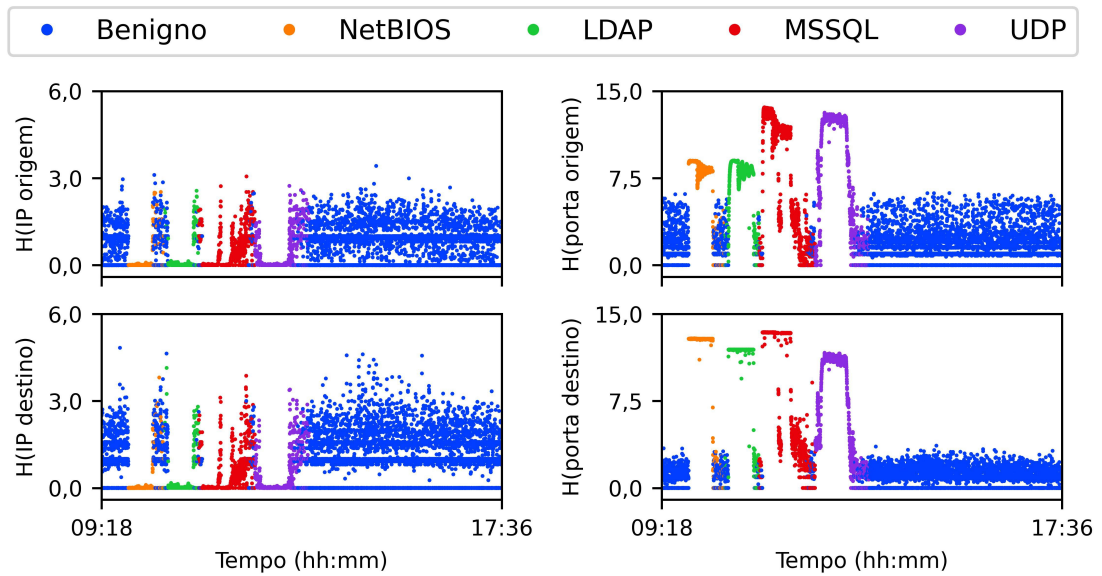 Benigno NetBIOS LDAP MSSQL UDP
H(IP origem)
6,0
3,0
0,0
H(porta origem)
15,0
7,5
0,0
H(IP destino)
6,0
3,0
0,0
09:18 17:36
Tempo (hh:mm)
H(porta destino)
15,0
7,5
0,0
09:18 17:36
Tempo (hh:mm)